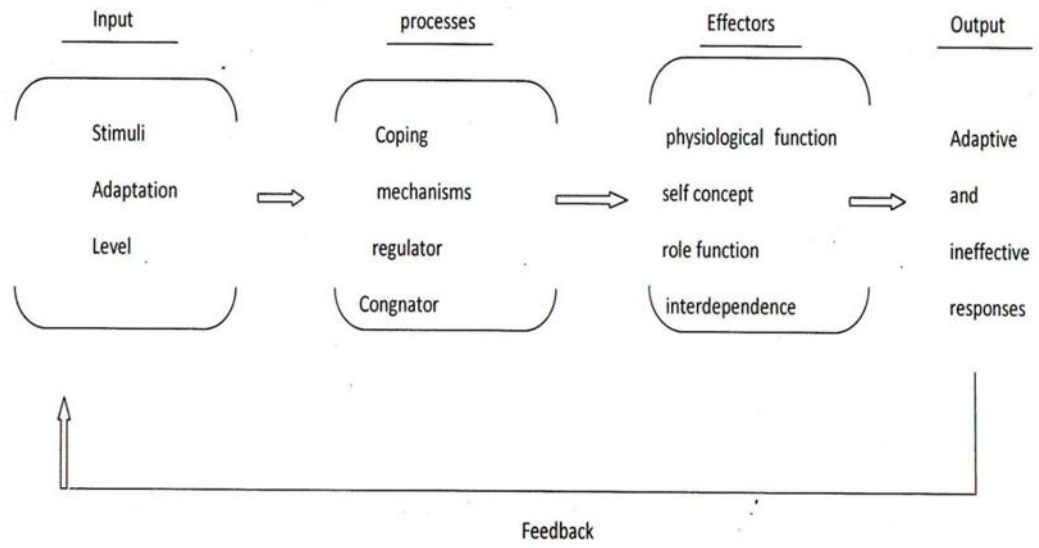 Input
processes
Effectors
Output
Stimuli
Adaptation
Level
Coping
mechanisms
regulator
Congnator
physiological function
self concept
role function
interdependence
Adaptive
and
ineffective
responses
Feedback